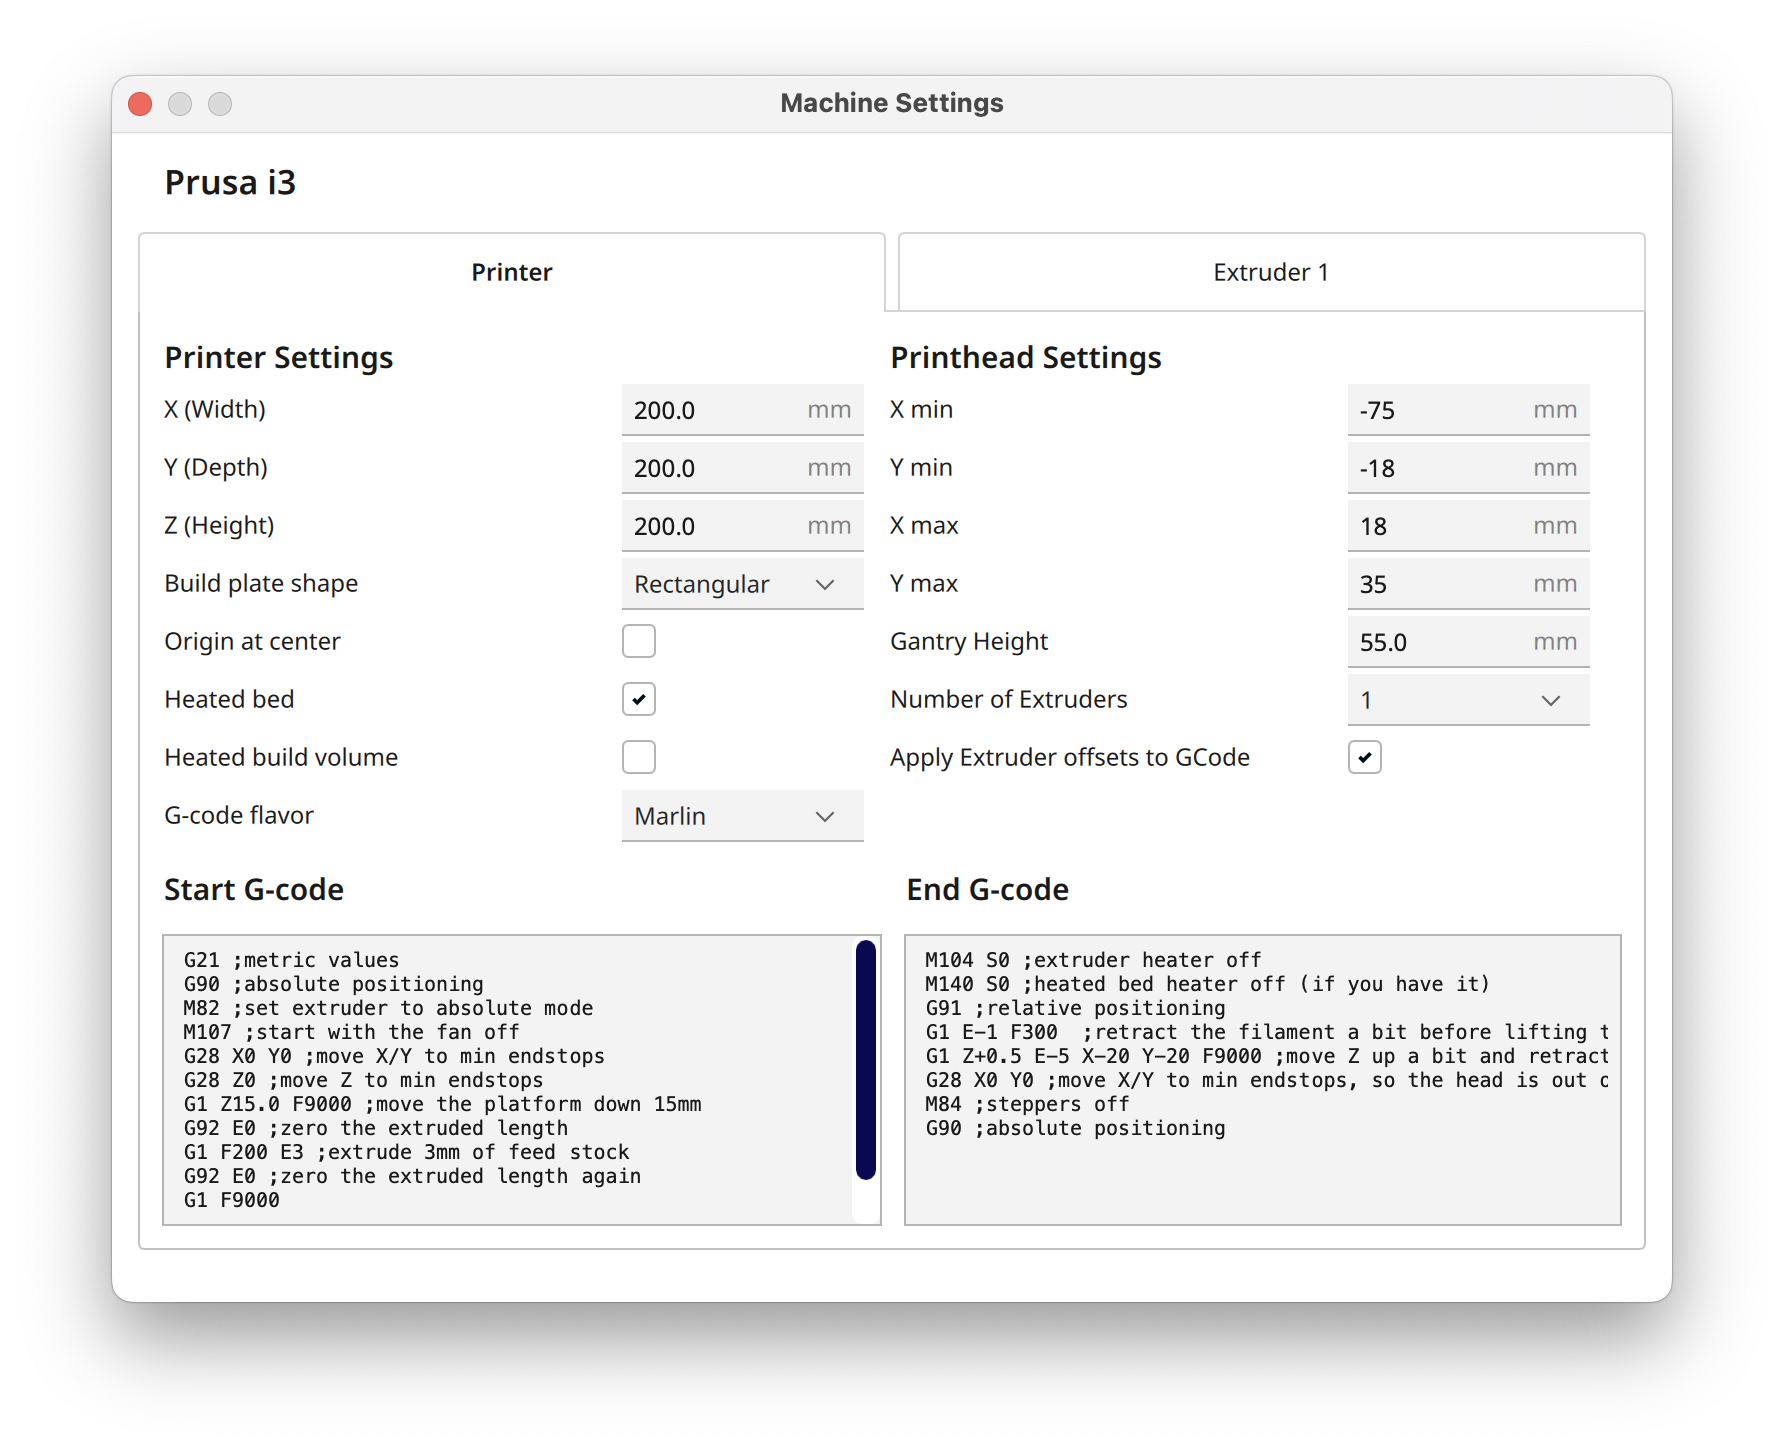 Machine Settings
Prusa i3
Printer
Extruder 1
Printer Settings
X (Width)
200.0 mm
Y (Depth)
200.0 mm
Z (Height)
200.0 mm
Build plate shape
Rectangular
Origin at center
Heated bed
Heated build volume
G-code flavor
Marlin
Printhead Settings
X min
-75 mm
Y min
-18 mm
X max
18 mm
Y max
35 mm
Gantry Height
55.0 mm
Number of Extruders
1
Apply Extruder offsets to GCode
Start G-code
G21 ;metric values
G90 ;absolute positioning
M82 ;set extruder to absolute mode
M107 ;start with the fan off
G28 X0 Y0 ;move X/Y to min endstops
G28 Z0 ;move Z to min endstops
G1 Z15.0 F9000 ;move the platform down 15mm
G92 E0 ;zero the extruded length
G1 F200 E3 ;extrude 3mm of feed stock
G92 E0 ;zero the extruded length again
G1 F9000
End G-code
M104 S0 ;extruder heater off
M140 S0 ;heated bed heater off (if you have it)
G91 ;relative positioning
G1 E-1 F300  ;retract the filament a bit before lifting t
G1 Z+0.5 E-5 X-20 Y-20 F9000 ;move Z up a bit and retract
G28 X0 Y0 ;move X/Y to min endstops, so the head is out o
M84 ;steppers off
G90 ;absolute positioning